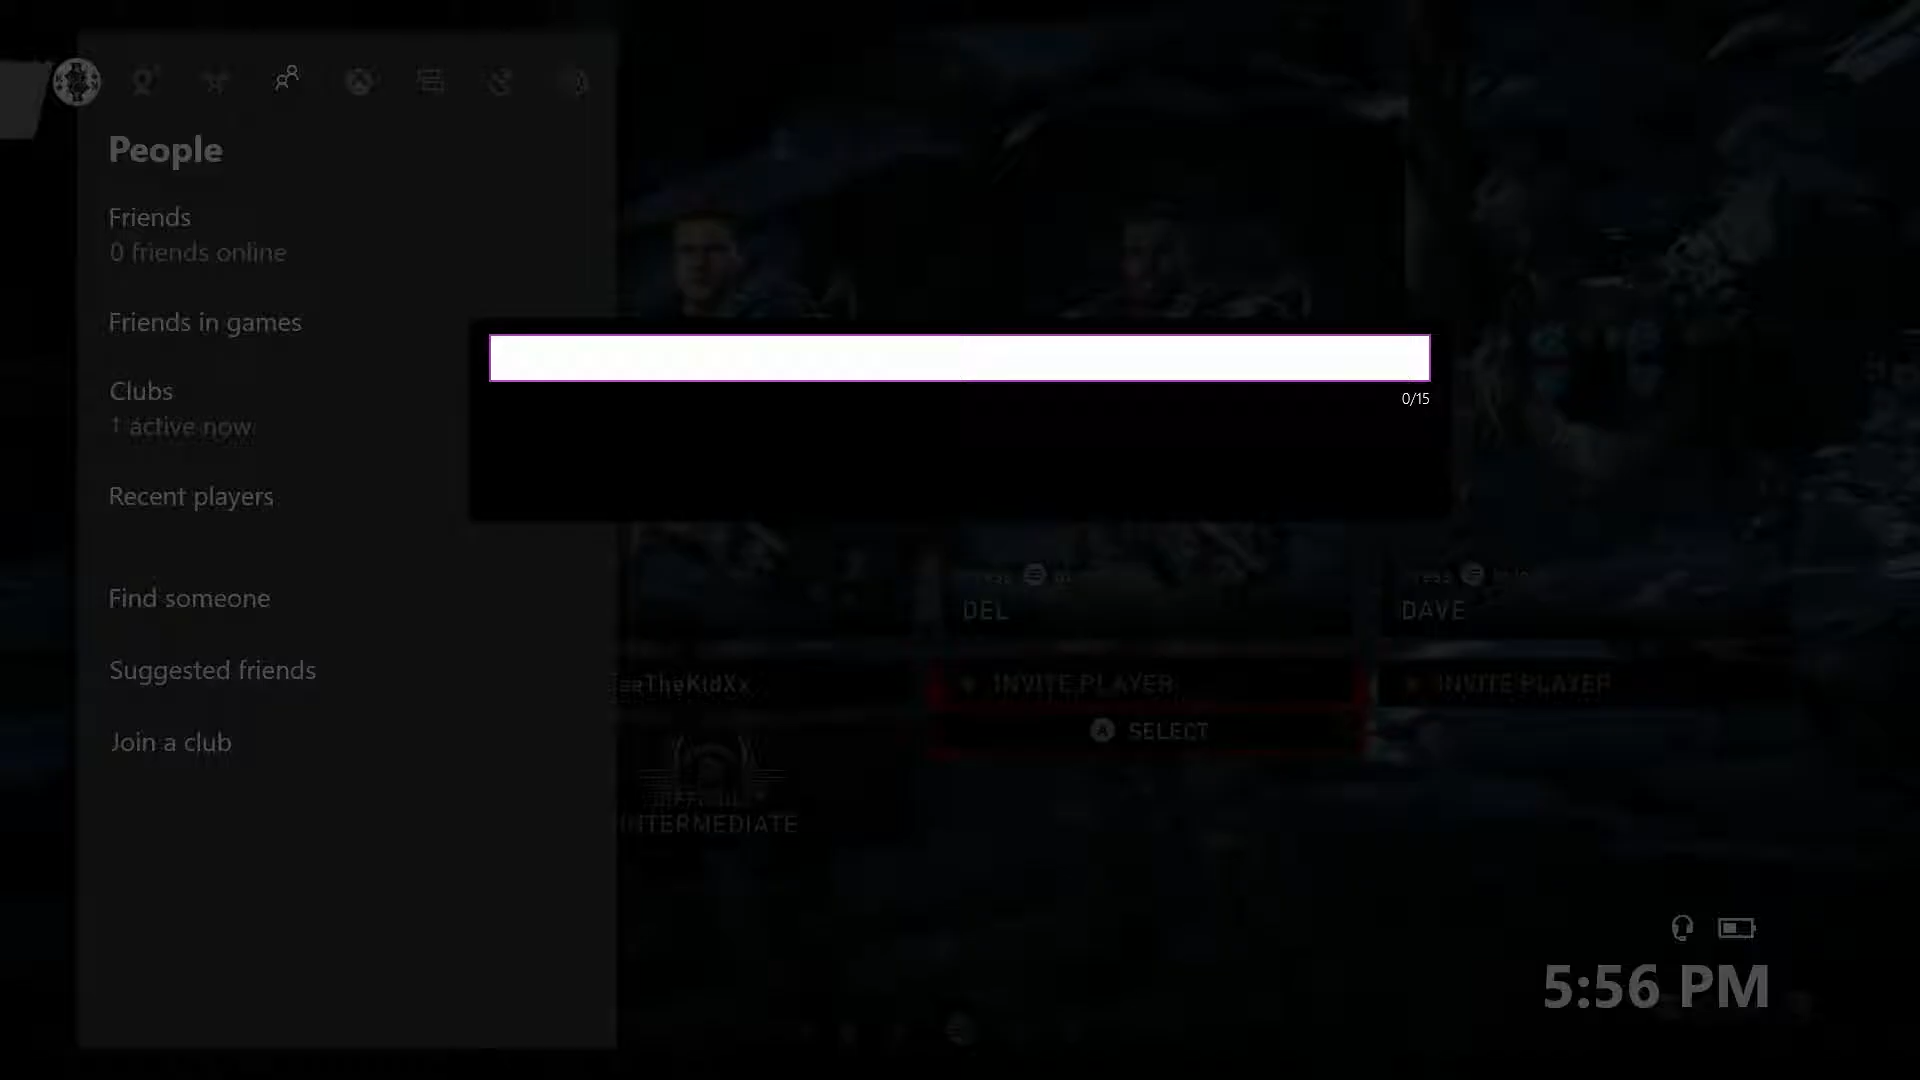 People
Friends
0 friends online
Friends in games
Clubs
1 active now
Recent players
Find someone
Suggested friends
Join a club
0/15
DEL
DAVE
TheKidXx
INVITE PLAYER
INVITE PLAYER
SELECT
INTERMEDIATE
5:56 PM